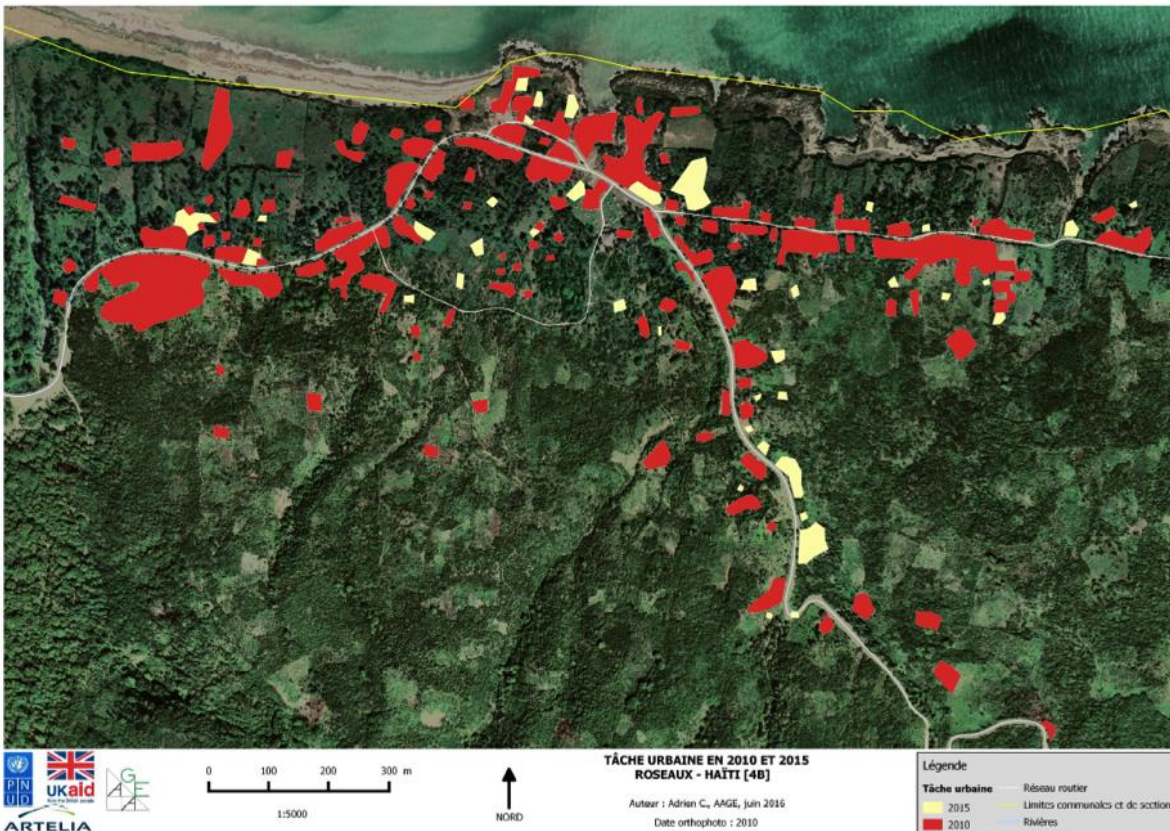 PNUD
UKaid
from the British people
ARTELIA
AAGE
0 100 200 300 m
1:5000
NORD
TÂCHE URBAINE EN 2010 ET 2015
ROSEAUX - HAÏTI [4B]
Auteur : Adrien C., AAGE, juin 2016
Date orthophoto : 2010
Légende
Tâche urbaine
2015
2010
Réseau routier
Limites communales et de section
Rivières